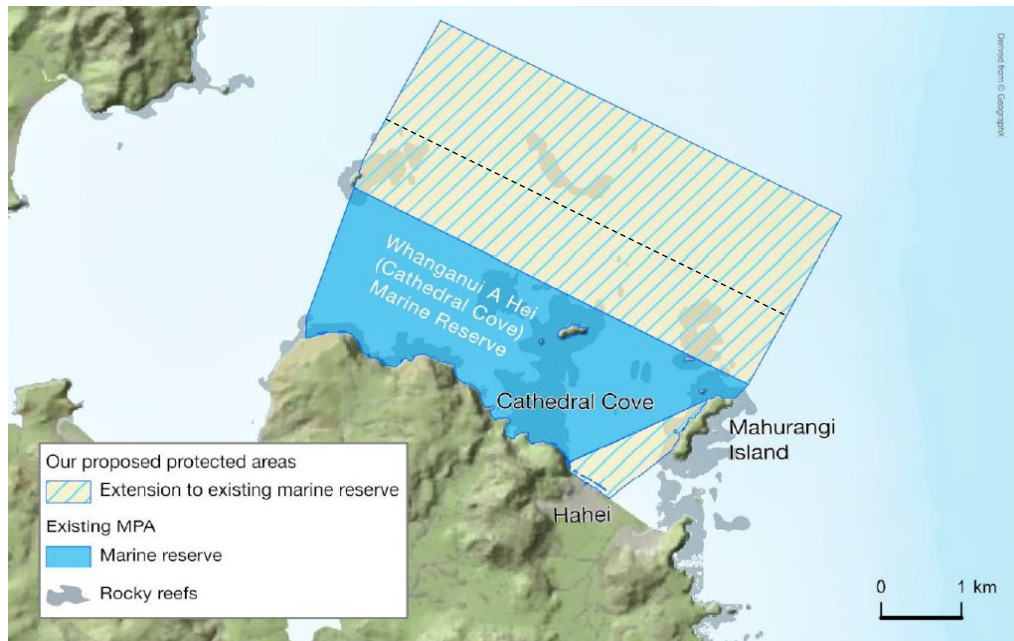 Derived from © GeographX
Whanganui A Hei
(Cathedral Cove)
Marine Reserve
Cathedral Cove
Mahurangi
Island
Hahei
Our proposed protected areas
Extension to existing marine reserve
Existing MPA
Marine reserve
Rocky reefs
0 1 km